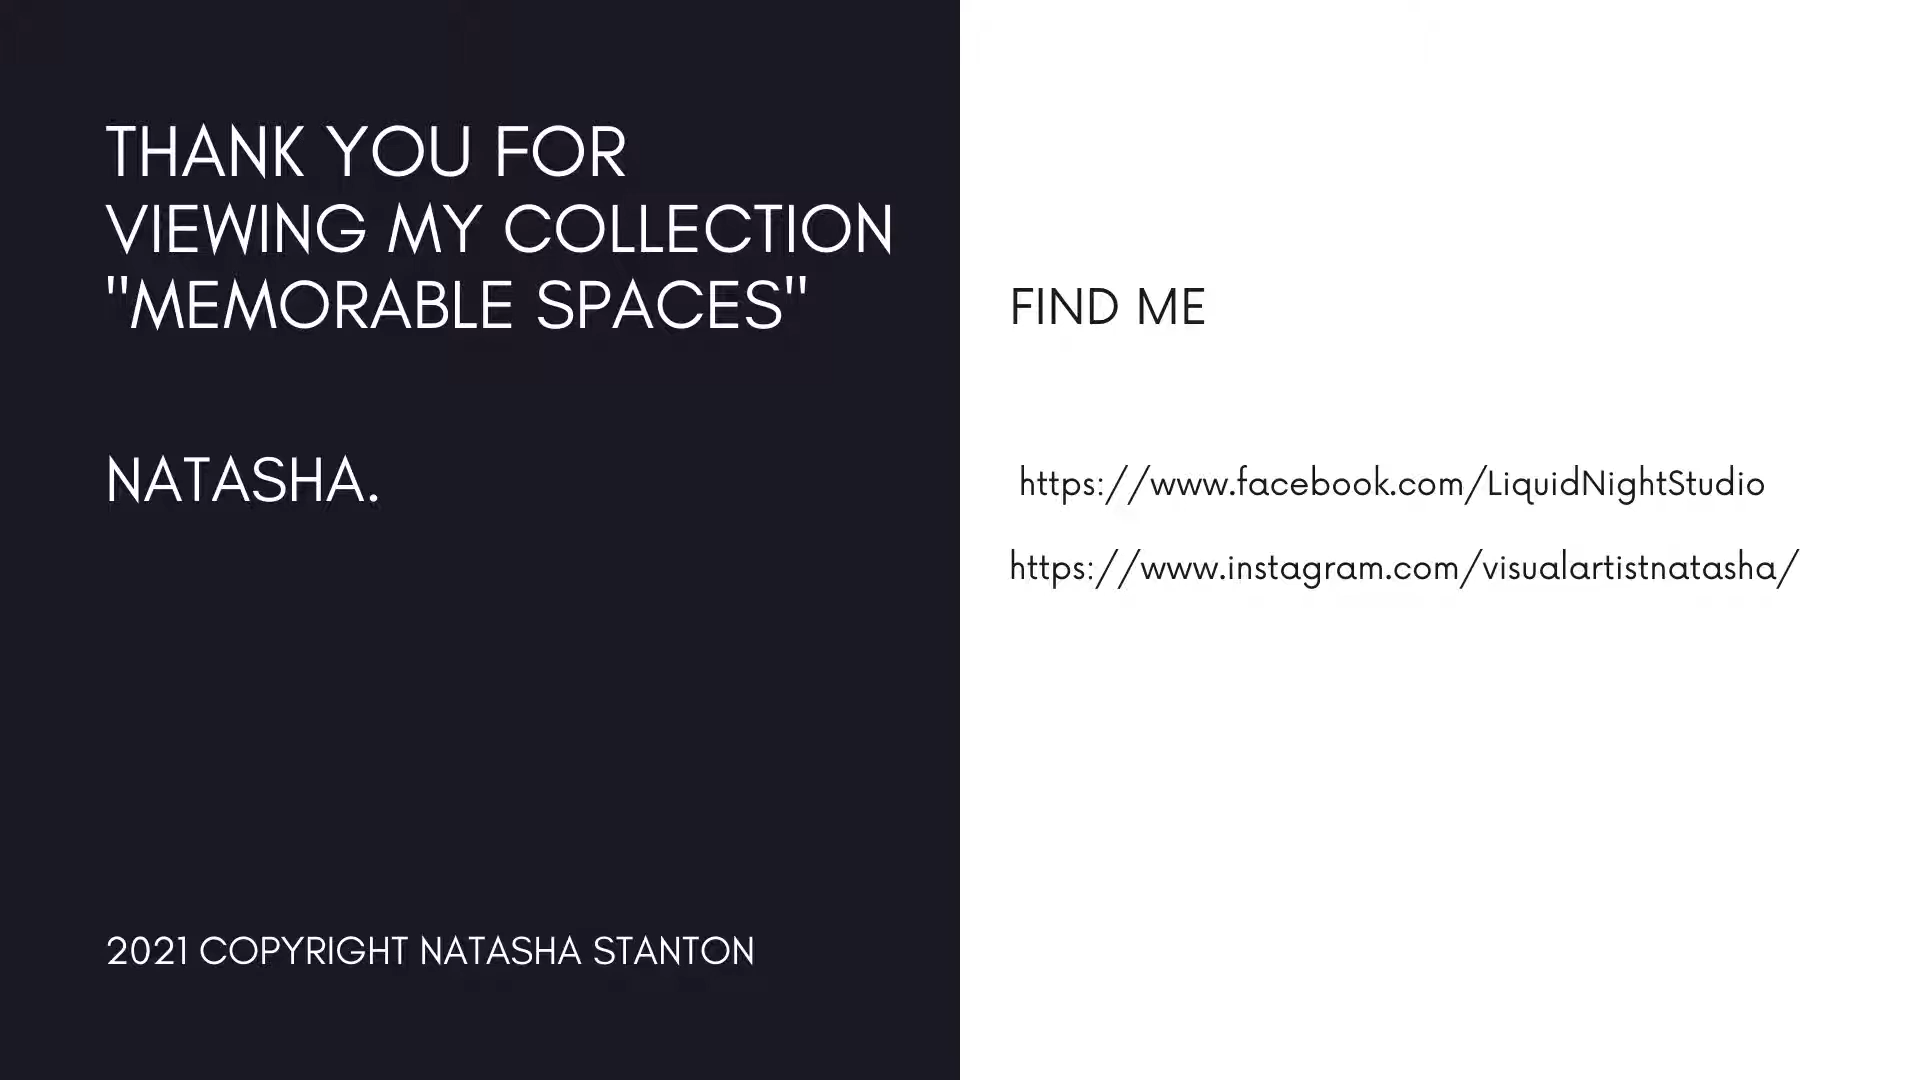 THANK YOU FOR
VIEWING MY COLLECTION
"MEMORABLE SPACES"
NATASHA.
2021 COPYRIGHT NATASHA STANTON
FIND ME
https://www.facebook.com/LiquidNightStudio
https://www.instagram.com/visualartistnatasha/